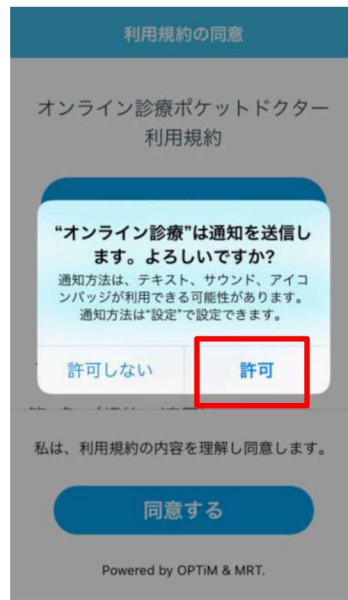 利用規約の同意
オンライン診療ポケットドクター
利用規約
“オンライン診療”は通知を送信し
ます。よろしいですか?
通知方法は、テキスト、サウンド、アイコ
ンバッジが利用できる可能性があります。
通知方法は“設定”で設定できます。
許可しない
許可
私は、利用規約の内容を理解し同意します。
同意する
Powered by OPTiM & MRT.